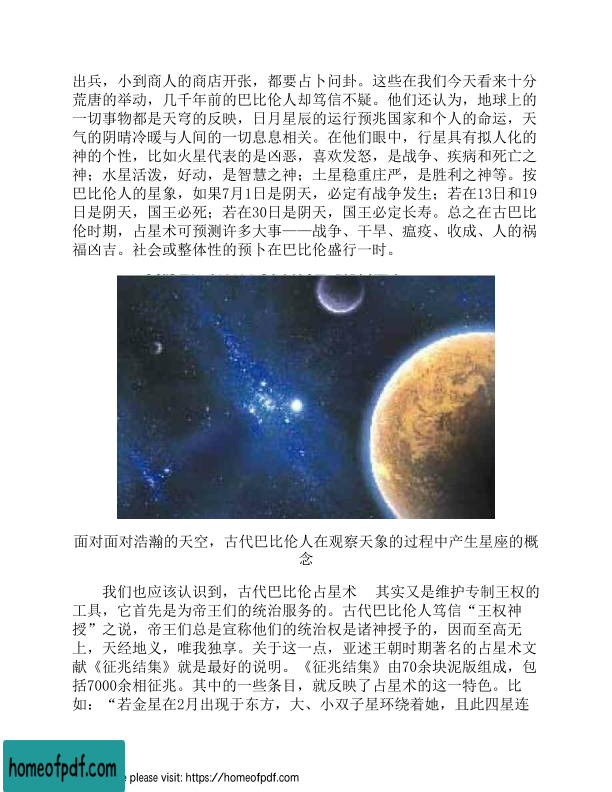 出兵，小到商人的商店开张，都要占卜问卦。这些在我们今天看来十分
荒唐的举动，几千年前的巴比伦人却笃信不疑。他们还认为，地球上的
一切事物都是天穹的反映，日月星辰的运行预兆国家和个人的命运，天
气的阴晴冷暖与人间的一切息息相关。在他们眼中，行星具有拟人化的
神的个性，比如火星代表的是凶恶，喜欢发怒，是战争、疾病和死亡之
神；水星活泼，好动，是智慧之神；土星稳重庄严，是胜利之神等。按
巴比伦人的星象，如果7月1日是阴天，必定有战争发生；若在13日和19
日是阴天，国王必死；若在30日是阴天，国王必定长寿。总之在古巴比
伦时期，占星术可预测许多大事——战争、干旱、瘟疫、收成、人的祸
福凶吉。社会或整体性的预卜在巴比伦盛行一时。
面对面对浩瀚的天空，古代巴比伦人在观察天象的过程中产生星座的概
念
我们也应该认识到，古代巴比伦占星术 其实又是维护专制王权的
工具，它首先是为帝王们的统治服务的。古代巴比伦人笃信“王权神
授”之说，帝王们总是宣称他们的统治权是诸神授予的，因而至高无
上，天经地义，唯我独享。关于这一点，亚述王朝时期著名的占星术文
献《征兆结集》就是最好的说明。《征兆结集》由70余块泥版组成，包
括7000余相征兆。其中的一些条目，就反映了占星术的这一特色。比
如：“若金星在2月出现于东方，大、小双子星环绕着她，且此四星连
homeofpdf.com
e please visit: https://homeofpdf.com